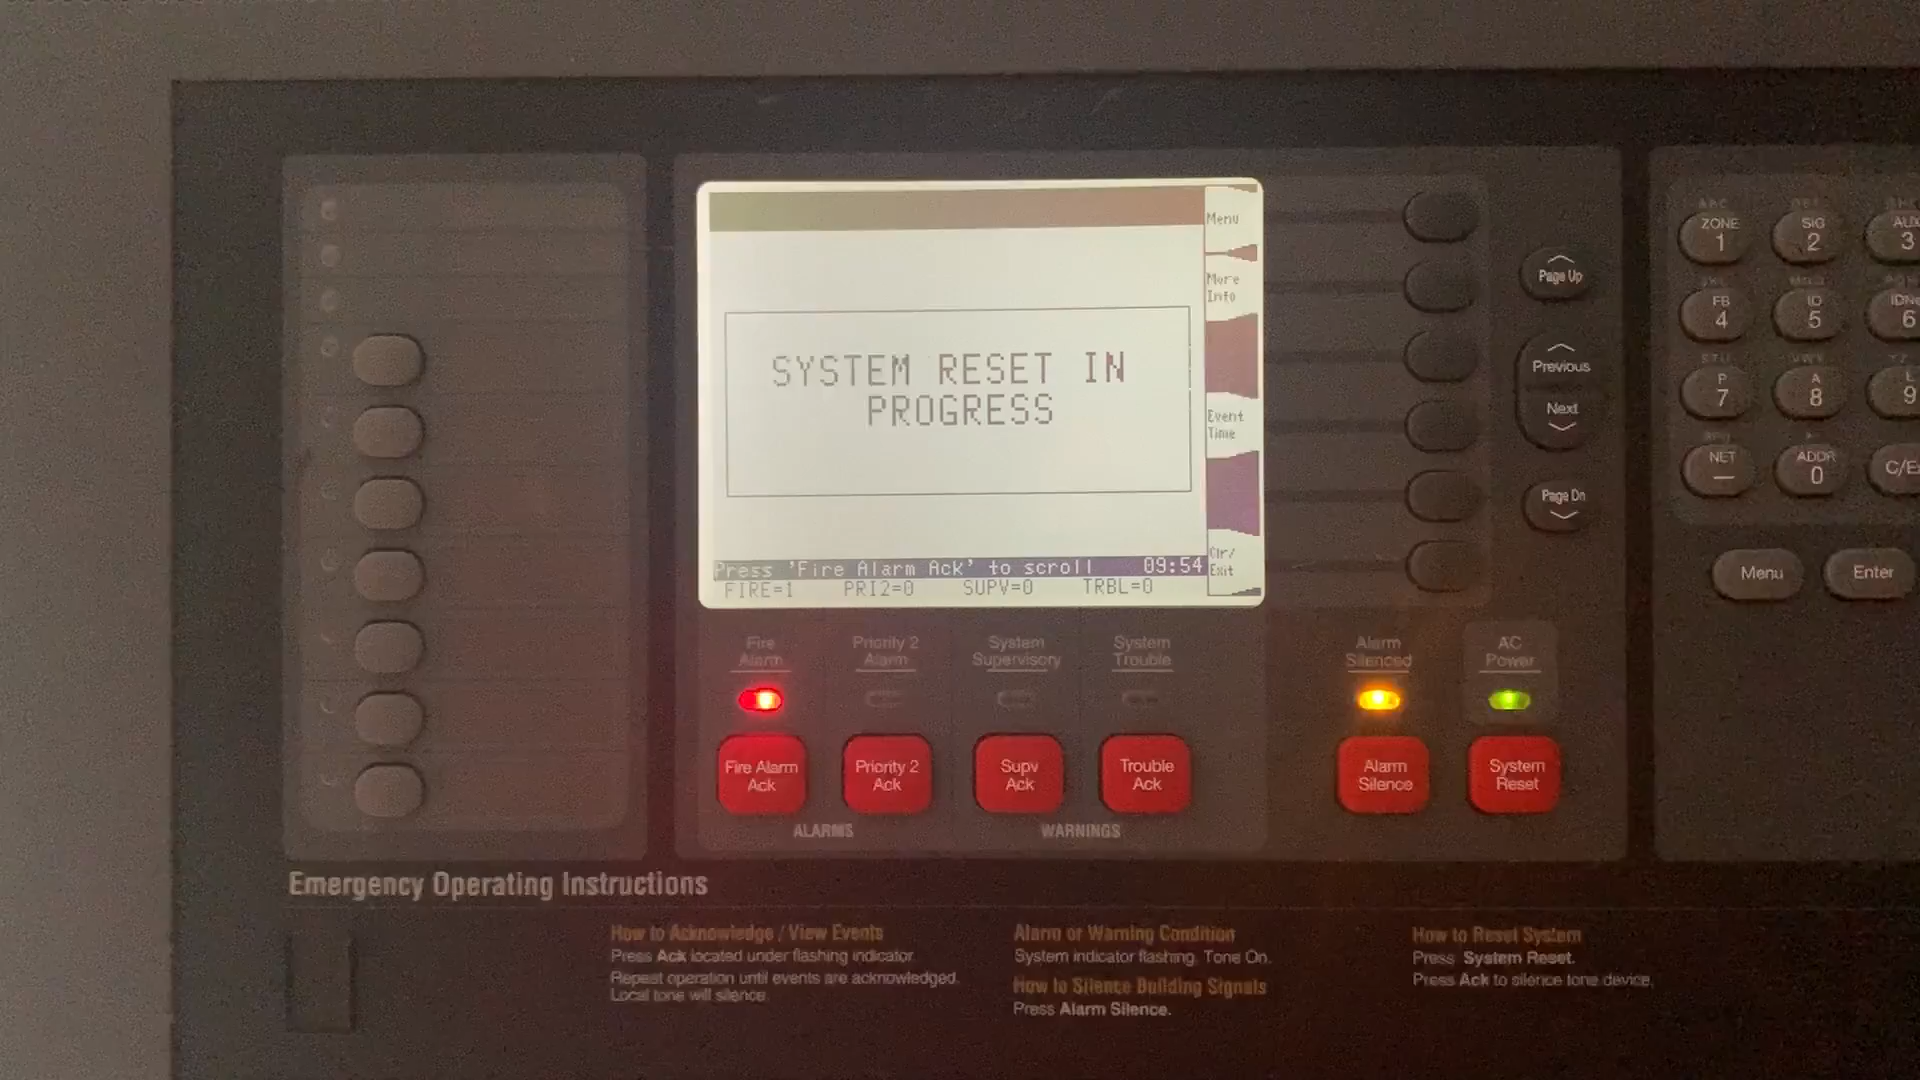 Menu
More
Info
SYSTEM RESET IN
PROGRESS
Event
Time
Clr/
Exit
Press 'Fire Alarm Ack' to scroll 09:54
FIRE=1 PRI2=0 SUPV=0 TRBL=0
Page Up
Previous
Next
Page Dn
ZONE
1
SIG
2
3
FB
4
IO
5
6
P
7
A
8
L
9
NET
ADDR
0
Menu
Enter
Fire
Alarm
Priority 2
Alarm
System
Supervisory
System
Trouble
Alarm
Silenced
AC
Power
Fire Alarm
Ack
Priority 2
Ack
Supv
Ack
Trouble
Ack
Alarm
Silence
System
Reset
ALARMS
WARNINGS
Emergency Operating Instructions
How to Acknowledge / View Events
Press Ack located under flashing indicator.
Repeat operation until events are acknowledged.
Local tone will silence.
Alarm or Warning Condition
System indicator flashing. Tone On.
How to Silence Building Signals
Press Alarm Silence.
How to Reset System
Press System Reset.
Press Ack to silence tone device.